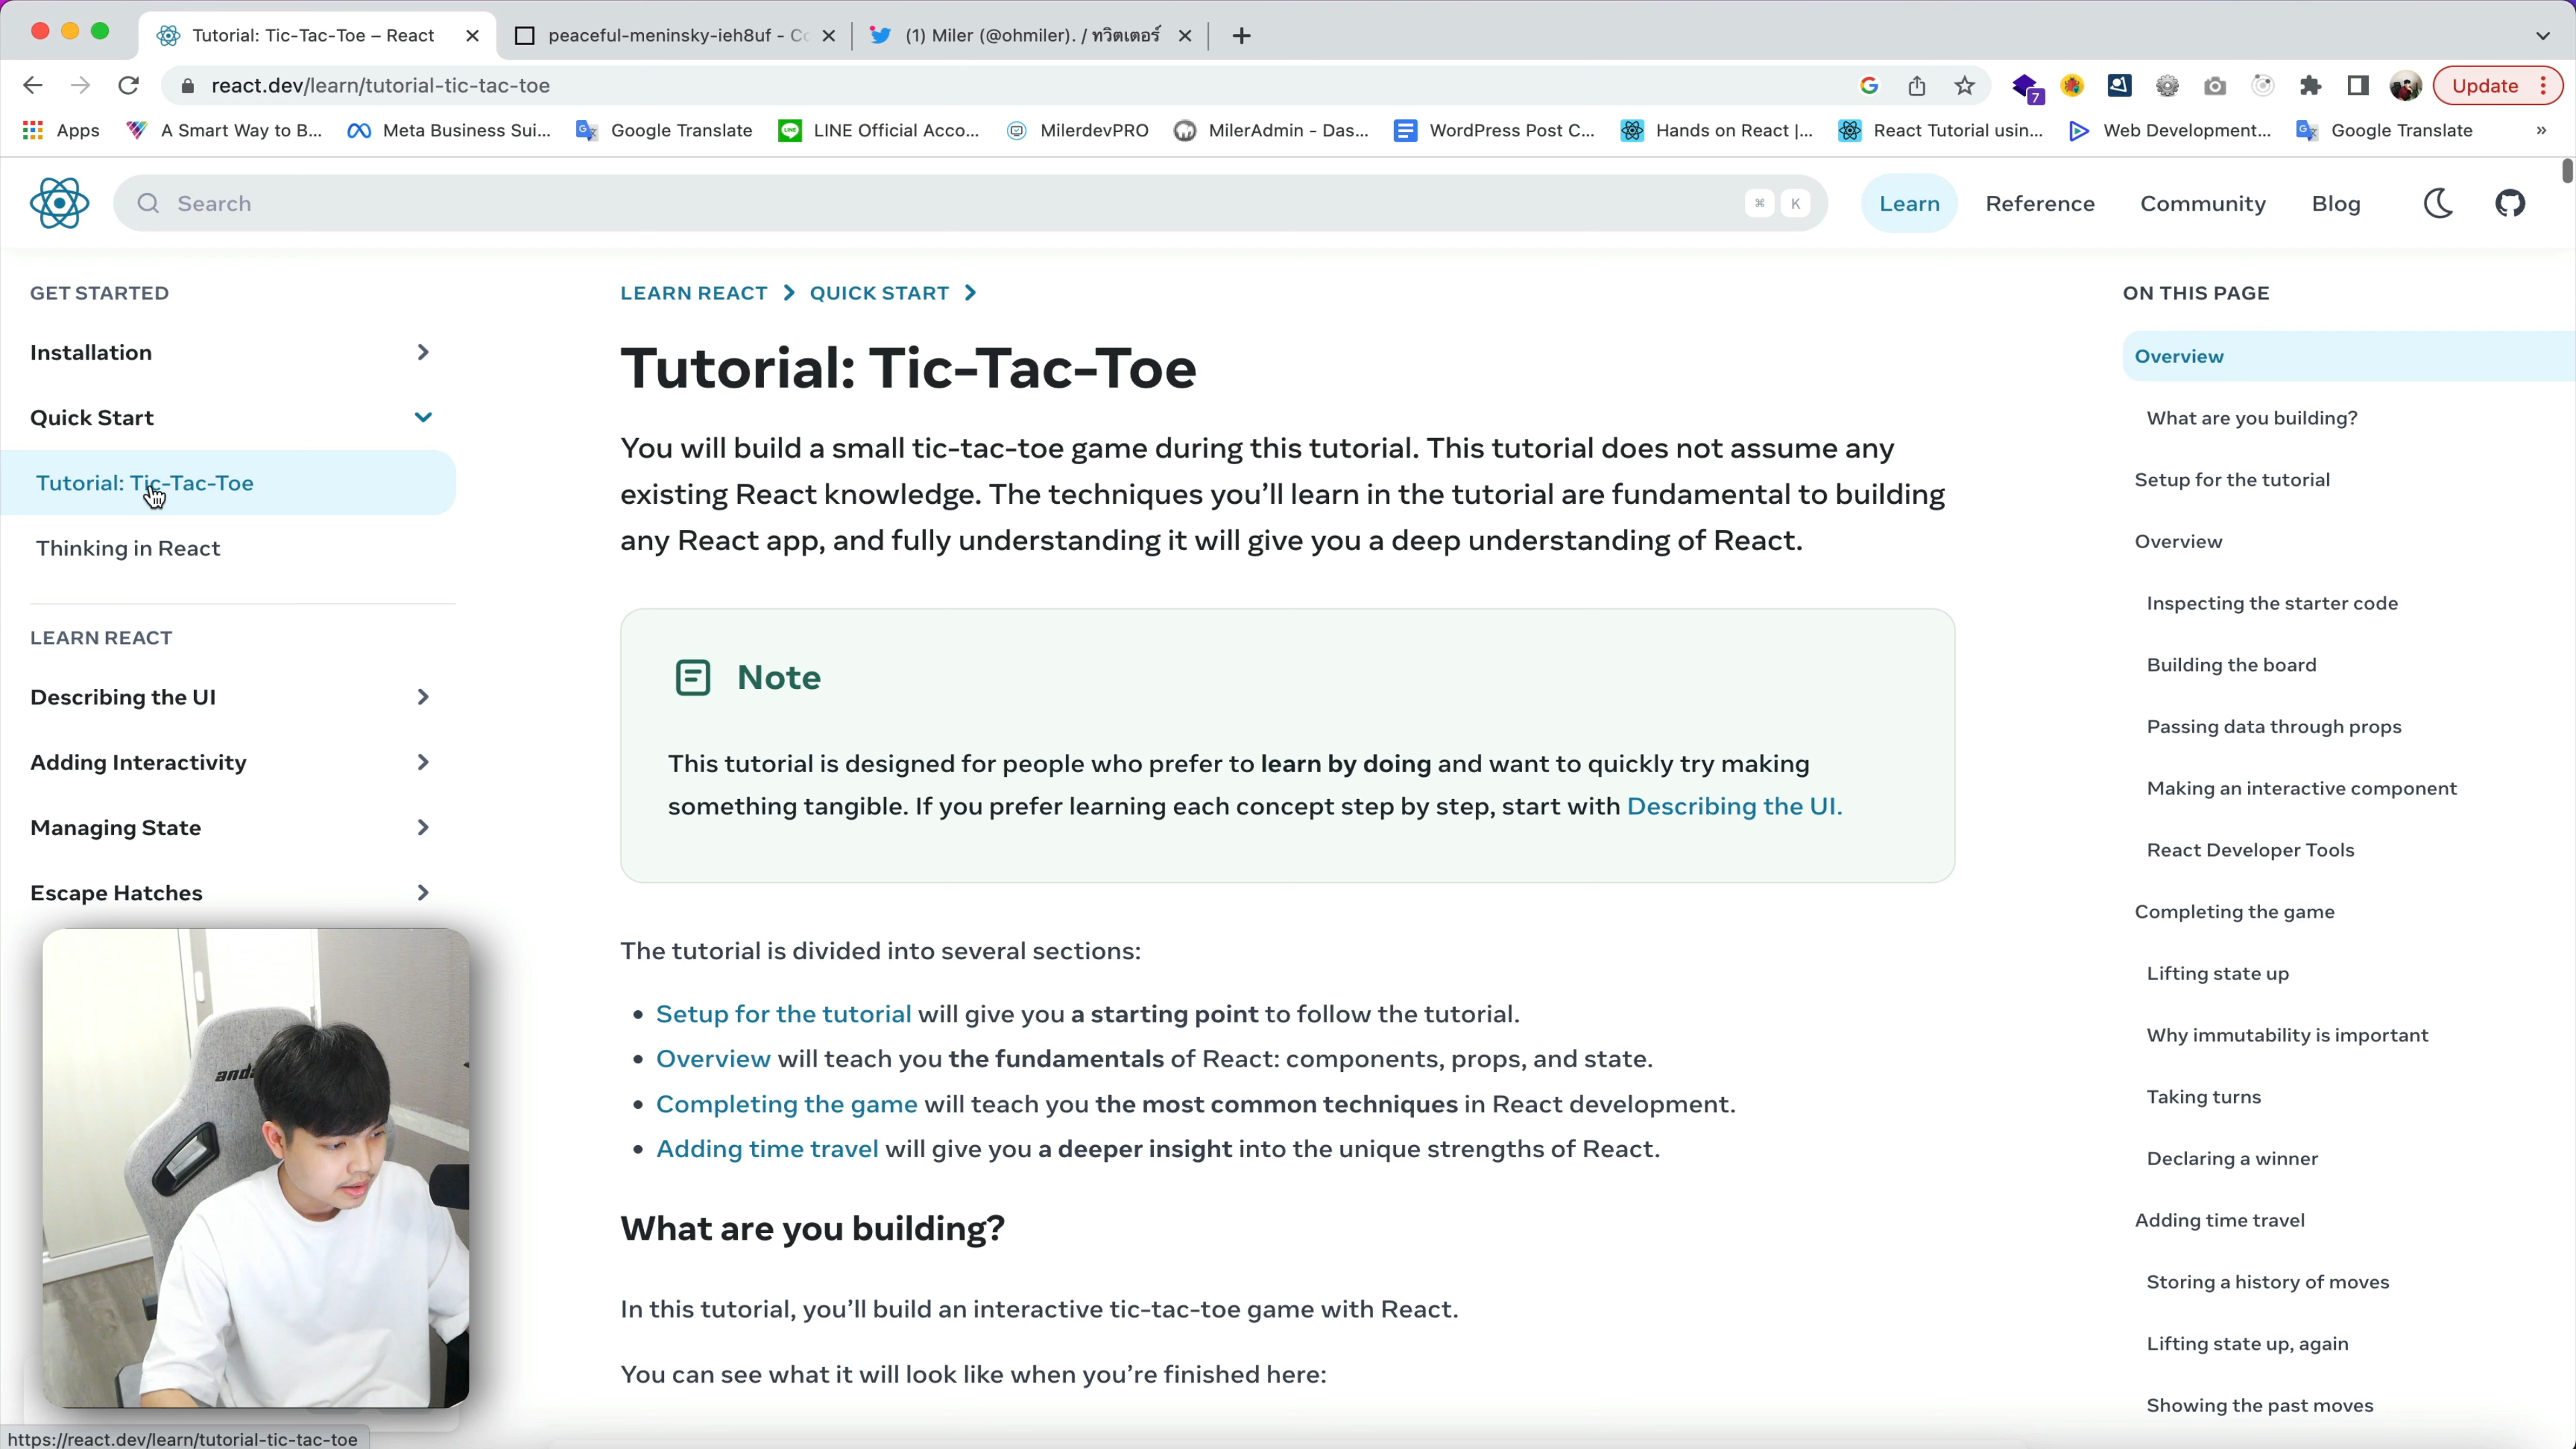 Tutorial: Tic-Tac-Toe – React
peaceful-meninsky-ieh8uf - Co
(1) Miler (@ohmiler). / ทวิตเตอร์
react.dev/learn/tutorial-tic-tac-toe
7
Update
Apps
A Smart Way to B...
Meta Business Sui...
Google Translate
LINE Official Acco...
MilerdevPRO
MilerAdmin - Das...
WordPress Post C...
Hands on React |...
React Tutorial usin...
Web Development...
Google Translate
»
Search
⌘ K
Learn
Reference
Community
Blog
GET STARTED
Installation
Quick Start
Tutorial: Tic-Tac-Toe
Thinking in React
LEARN REACT
Describing the UI
Adding Interactivity
Managing State
Escape Hatches
LEARN REACT > QUICK START >
Tutorial: Tic-Tac-Toe
You will build a small tic-tac-toe game during this tutorial. This tutorial does not assume any
existing React knowledge. The techniques you’ll learn in the tutorial are fundamental to building
any React app, and fully understanding it will give you a deep understanding of React.
Note
This tutorial is designed for people who prefer to learn by doing and want to quickly try making
something tangible. If you prefer learning each concept step by step, start with Describing the UI.
The tutorial is divided into several sections:
• Setup for the tutorial will give you a starting point to follow the tutorial.
• Overview will teach you the fundamentals of React: components, props, and state.
• Completing the game will teach you the most common techniques in React development.
• Adding time travel will give you a deeper insight into the unique strengths of React.
What are you building?
In this tutorial, you’ll build an interactive tic-tac-toe game with React.
You can see what it will look like when you’re finished here:
ON THIS PAGE
Overview
What are you building?
Setup for the tutorial
Overview
Inspecting the starter code
Building the board
Passing data through props
Making an interactive component
React Developer Tools
Completing the game
Lifting state up
Why immutability is important
Taking turns
Declaring a winner
Adding time travel
Storing a history of moves
Lifting state up, again
Showing the past moves
https://react.dev/learn/tutorial-tic-tac-toe